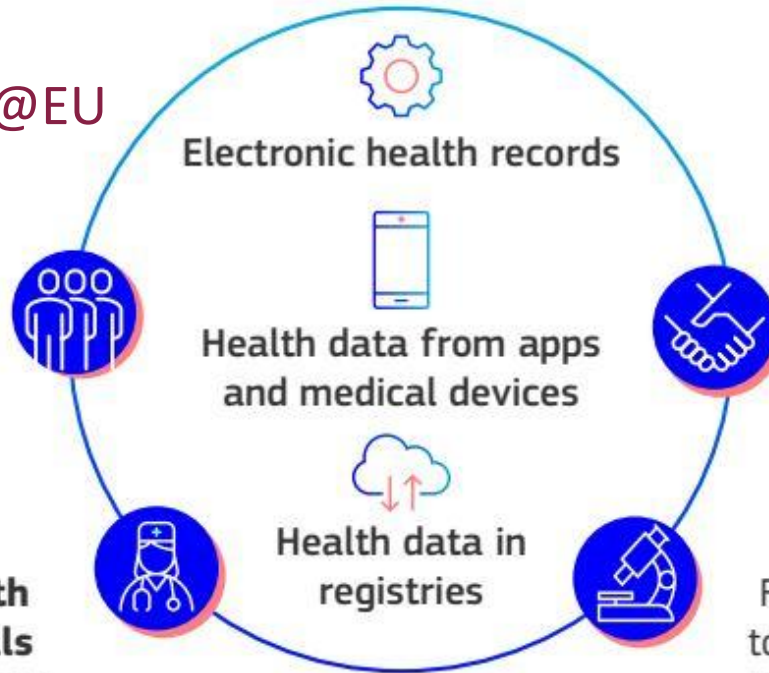 @EU
Electronic health records
Health data from apps
and medical devices
Health data in
registries